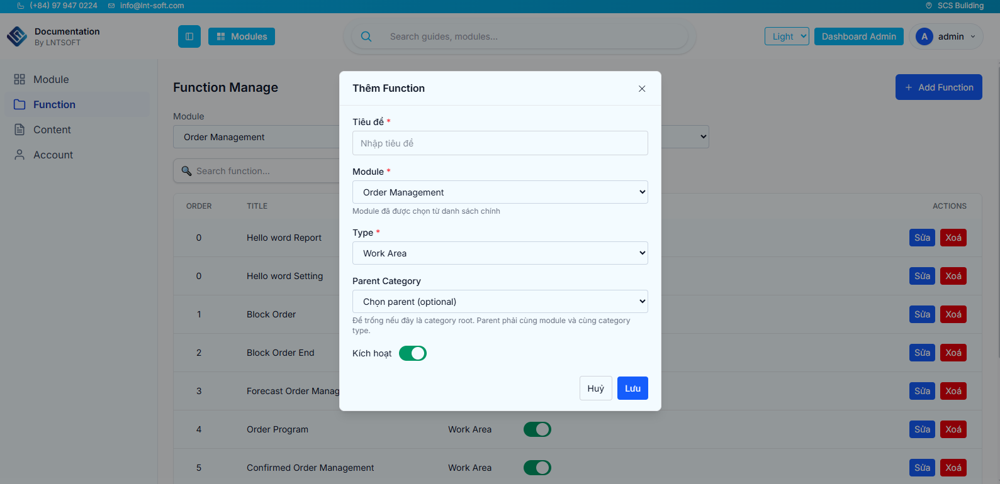 (+84) 97 947 0224 info@lnt-soft.com SCS Buliding
Documentation
By LNTSOFT
Modules
Search guides, modules...
Light
Dashboard Admin
A admin
Module
Function
Content
Account
Function Manage
+ Add Function
Module
Order Management
Search function...
ORDER TITLE ACTIONS
0 Hello word Report Sửa Xoá
0 Hello word Setting Sửa Xoá
1 Block Order Sửa Xoá
2 Block Order End Sửa Xoá
3 Forecast Order Manag Sửa Xoá
4 Order Program Work Area Sửa Xoá
5 Confirmed Order Management Work Area Sửa Xoá
Thêm Function
Tiêu đề *
Nhập tiêu đề
Module *
Order Management
Module đã được chọn từ danh sách chính
Type *
Work Area
Parent Category
Chọn parent (optional)
Để trống nếu đây là category root. Parent phải cùng module và cùng category
type.
Kích hoạt
Huỷ Lưu